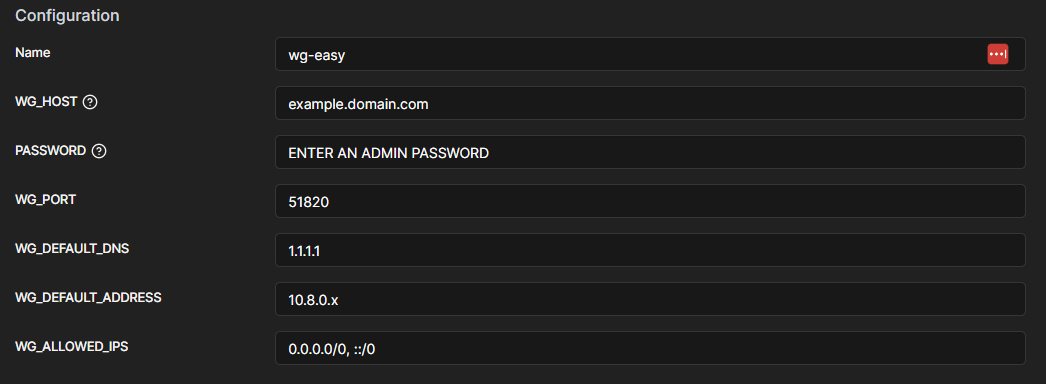 Configuration
Name wg-easy
WG_HOST example.domain.com
PASSWORD ENTER AN ADMIN PASSWORD
WG_PORT 51820
WG_DEFAULT_DNS 1.1.1.1
WG_DEFAULT_ADDRESS 10.8.0.x
WG_ALLOWED_IPS 0.0.0.0/0, ::/0